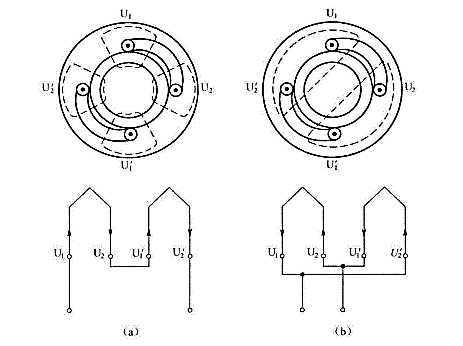 U₁ U₁
U₂′ U₂ U₂′ U₂
U₁′ U₁′
U₁ U₂ U₁′ U₂′ U₁ U₂ U₁′ U₂′
(a) (b)